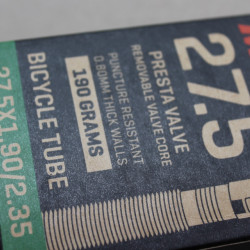 27.5
PRESTA VALVE
REMOVABLE VALVE CORE
190 GRAMS
PUNCTURE RESISTANT
0.80MM THICK WALLS
BICYCLE TUBE
27.5X1.90/2.35